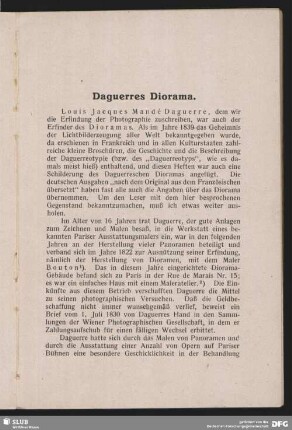 Daguerres Diorama.
Louis Jacques Mandé Daguerre, dem wir
die Erfindung der Photographie zuschreiben, war auch der
Erfinder des Dioramas. Als im Jahre 1839 das Geheimnis
der Lichtbilderzeugung aller Welt bekanntgegeben wurde,
da erschienen in Frankreich und in allen Kulturstaaten zahl-
reiche kleine Broschüren, die Geschichte und die Beschreibung
der Daguerreotypie (bzw. des „Daguerreotyps“, wie es da-
mals meist hieß) enthaltend, und diesen Heften war auch eine
Schilderung des Daguerreschen Dioramas angefügt. Die
deutschen Ausgaben „nach dem Original aus dem Französischen
übersetzt“ haben fast alle auch die Angaben über das Diorama
übernommen. Um den Leser mit dem hier besprochenen
Gegenstand bekanntzumachen, muß ich etwas weiter aus-
holen.
Im Alter von 16 Jahren trat Daguerre, der gute Anlagen
zum Zeichnen und Malen besaß, in die Werkstatt eines be-
kannten Pariser Ausstattungsmalers ein, war in den folgenden
Jahren an der Herstellung vieler Panoramen beteiligt und
verband sich im Jahre 1822 zur Ausnützung seiner Erfindung,
nämlich der Herstellung von Dioramen, mit dem Maler
Bouton¹). Das in diesem Jahre eingerichtete Diorama-
Gebäude befand sich zu Paris in der Rue de Marais Nr. 15;
es war ein einfaches Haus mit einem Maleratelier.²) Die Ein-
künfte aus diesem Betrieb verschafften Daguerre die Mittel
zu seinen photographischen Versuchen. Daß die Geldbe-
schaffung nicht immer wunschgemäß verlief, beweist ein
Brief vom 1. Juli 1830 von Daguerres Hand in den Samm-
lungen der Wiener Photographischen Gesellschaft, in dem er
Zahlungsaufschub für einen fälligen Wechsel erbittet.
Daguerre hatte sich durch das Malen von Panoramen und
durch die Ausstattung einer Anzahl von Opern auf Pariser
Bühnen eine besondere Geschicklichkeit in der Behandlung
SLUB
DFG